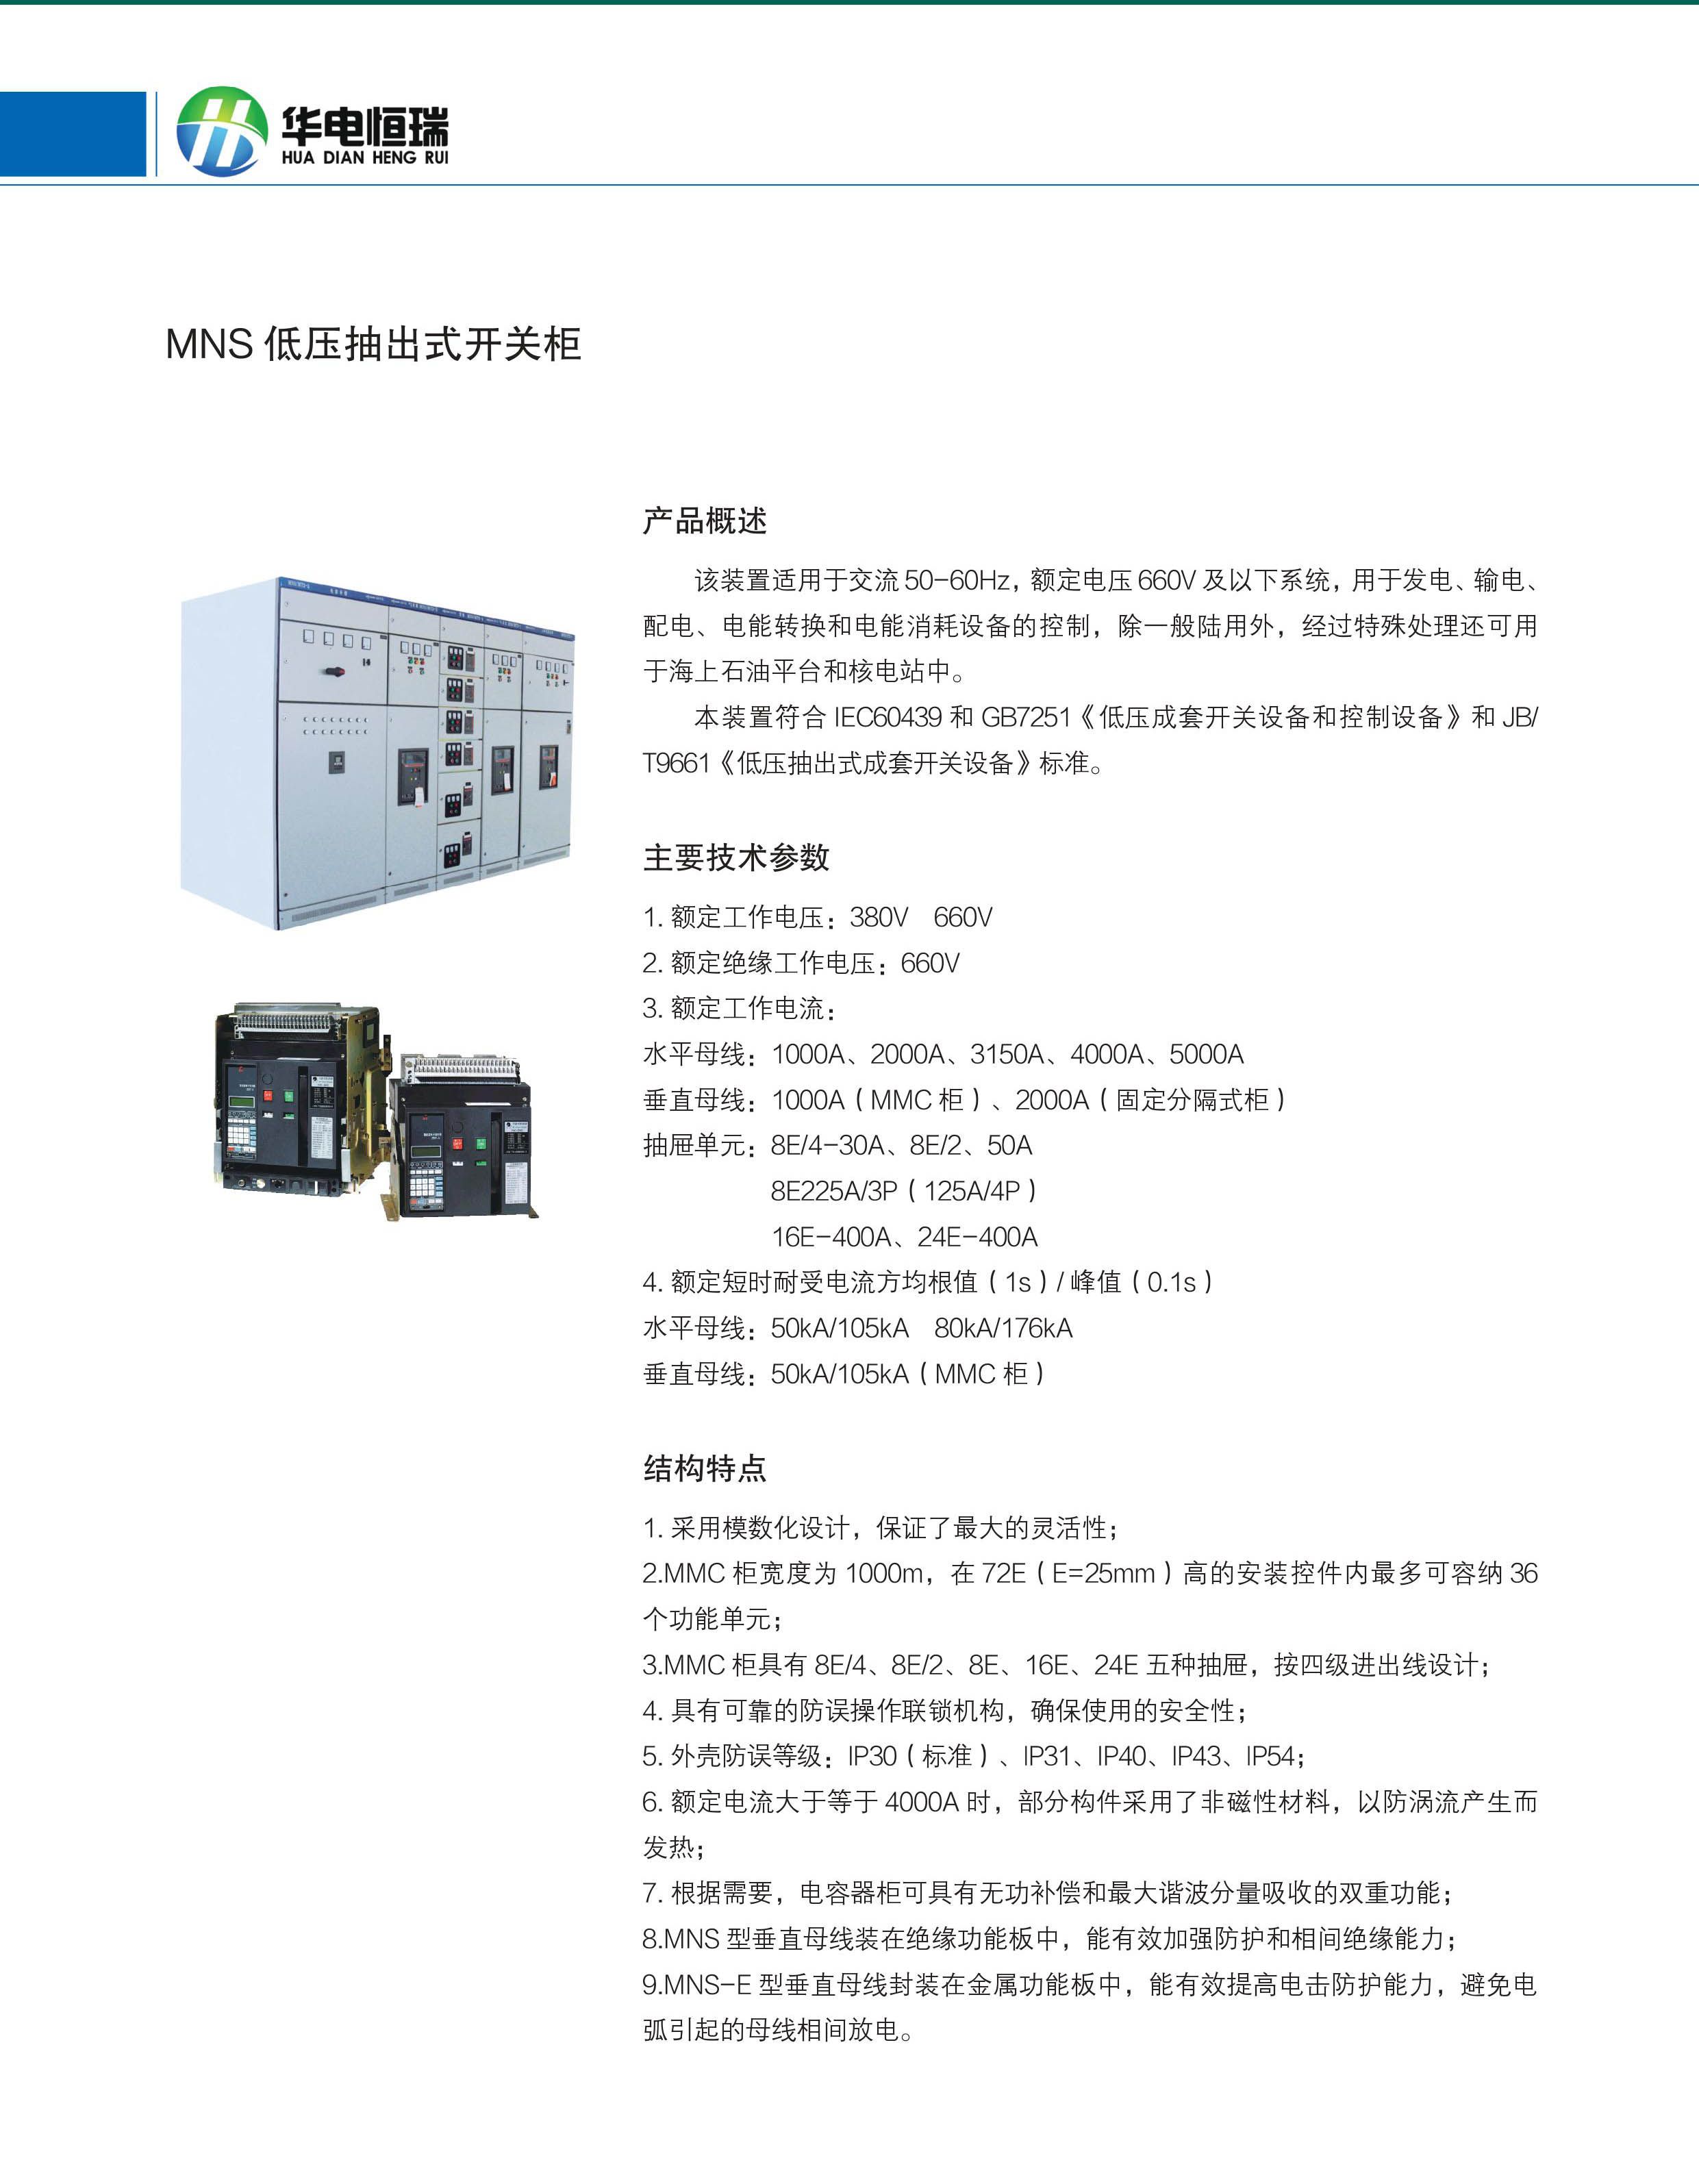 华电恒瑞
HUA DIAN HENG RUI
MNS 低压抽出式开关柜
产品概述
该装置适用于交流 50-60Hz，额定电压 660V 及以下系统，用于发电、输电、
配电、电能转换和电能消耗设备的控制，除一般陆用外，经过特殊处理还可用
于海上石油平台和核电站中。
本装置符合 IEC60439 和 GB7251《低压成套开关设备和控制设备》和 JB/
T9661《低压抽出式成套开关设备》标准。
主要技术参数
1. 额定工作电压：380V 660V
2. 额定绝缘工作电压：660V
3. 额定工作电流：
水平母线：1000A、2000A、3150A、4000A、5000A
垂直母线：1000A（MMC 柜）、2000A（固定分隔式柜）
抽屉单元：8E/4-30A、8E/2、50A
8E225A/3P（125A/4P）
16E-400A、24E-400A
4. 额定短时耐受电流方均根值（1s）/ 峰值（0.1s）
水平母线：50kA/105kA 80kA/176kA
垂直母线：50kA/105kA（MMC 柜）
结构特点
1. 采用模数化设计，保证了最大的灵活性；
2.MMC 柜宽度为 1000m，在 72E（E=25mm）高的安装控件内最多可容纳 36
个功能单元；
3.MMC 柜具有 8E/4、8E/2、8E、16E、24E 五种抽屉，按四级进出线设计；
4. 具有可靠的防误操作联锁机构，确保使用的安全性；
5. 外壳防误等级：IP30（标准）、IP31、IP40、IP43、IP54；
6. 额定电流大于等于 4000A 时，部分构件采用了非磁性材料，以防涡流产生而
发热；
7. 根据需要，电容器柜可具有无功补偿和最大谐波分量吸收的双重功能；
8.MNS 型垂直母线装在绝缘功能板中，能有效加强防护和相间绝缘能力；
9.MNS-E 型垂直母线封装在金属功能板中，能有效提高电击防护能力，避免电
弧引起的母线相间放电。